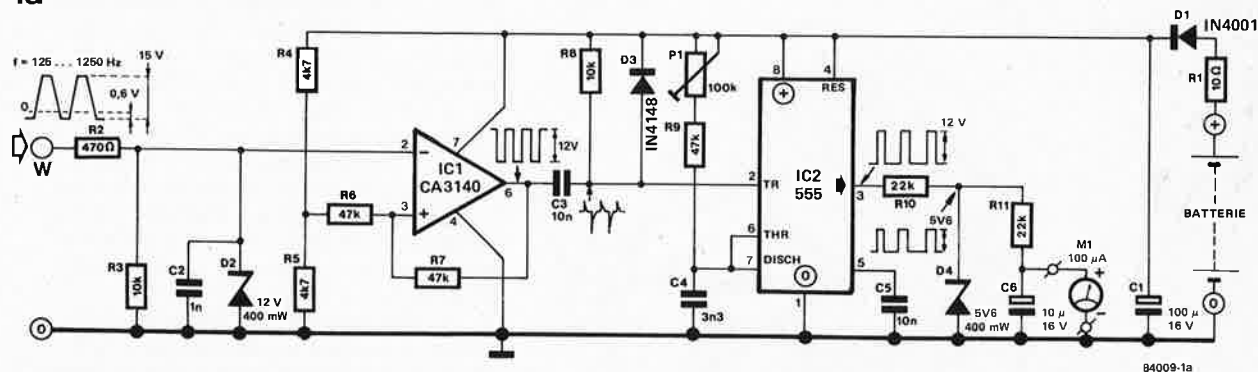 f = 125 ... 1250 Hz
15 V
0,6 V
0
W
R2
470Ω
R3
10k
C2
1n
D2
12 V
400 mW
R4
4k7
R5
4k7
R6
47k
R7
47k
2
3
7
4
6
IC1
CA3140
12V
C3
10n
R8
10k
D3
1N4148
P1
100k
R9
47k
C4
3n3
8
4
RES
2
TR
6
THR
7
DISCH
IC2
555
3
5
1
0
C5
10n
12 V
R10
22k
5V6
D4
5V6
400 mW
R11
22k
C6
10 µ
16 V
M1
100 µA
+
−
C1
100 µ
16 V
D1
1N4001
R1
10Ω
+
BATTERIE
0
0
84009-1a